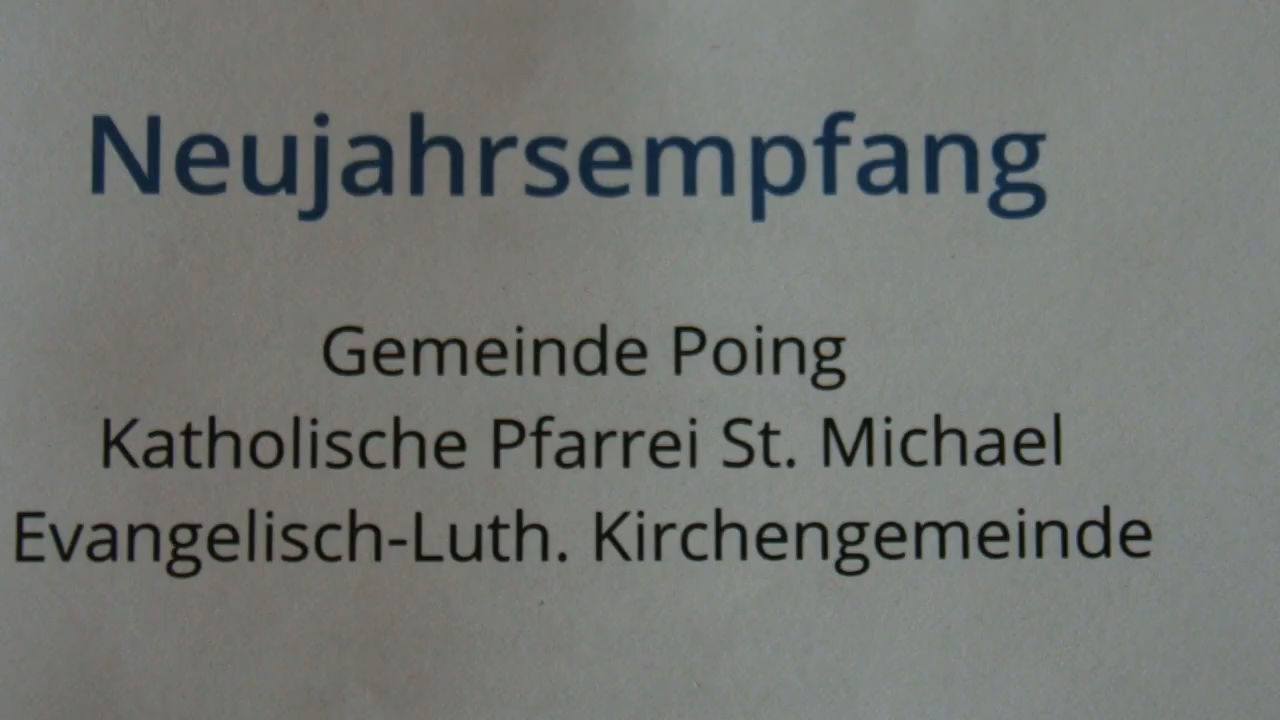 Neujahrsempfang
Gemeinde Poing
Katholische Pfarrei St. Michael
Evangelisch-Luth. Kirchengemeinde